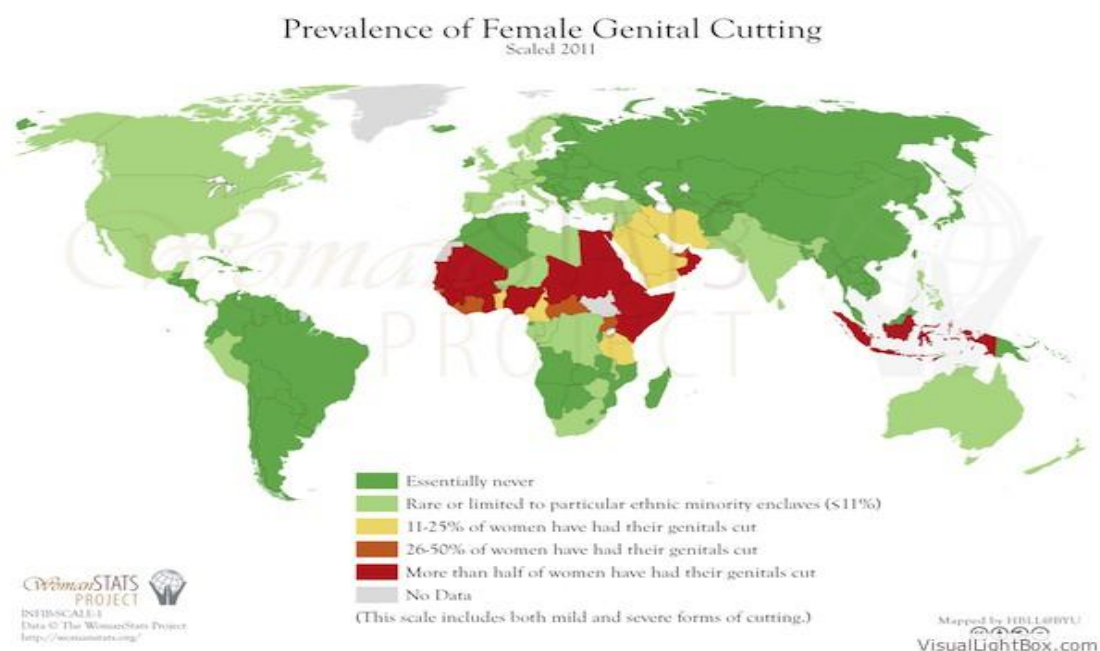 Prevalence of Female Genital Cutting
Scaled 2011
WomanSTATS
PROJECT
Essentially never
Rare or limited to particular ethnic minority enclaves (≤11%)
11-25% of women have had their genitals cut
26-50% of women have had their genitals cut
More than half of women have had their genitals cut
No Data
(This scale includes both mild and severe forms of cutting.)
WomanSTATS
PROJECT
INFIB-SCALE-1
Data © The WomanStats Project
http://womanstats.org/
Mapped by HBLL@BYU
VisualLightBox.com